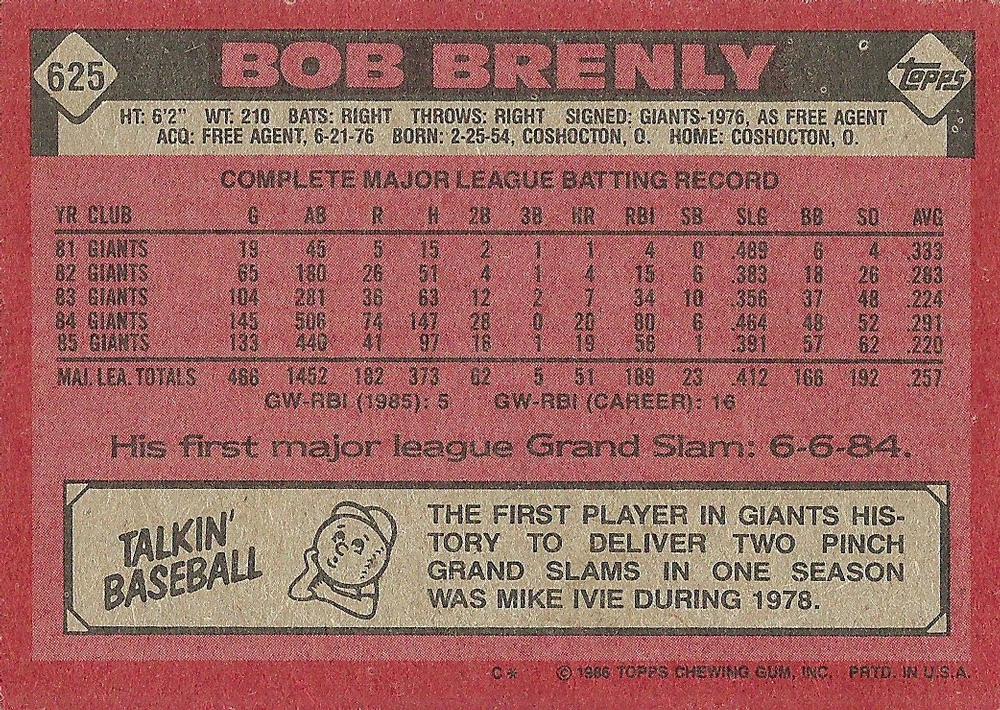 625
BOB BRENLY
TOPPS
HT: 6'2" WT: 210 BATS: RIGHT THROWS: RIGHT SIGNED: GIANTS-1976, AS FREE AGENT
ACQ: FREE AGENT, 6-21-76 BORN: 2-25-54, COSHOCTON, O. HOME: COSHOCTON, O.
COMPLETE MAJOR LEAGUE BATTING RECORD
YR CLUB G AB R H 2B 3B HR RBI SB SLG BB SO AVG
81 GIANTS 19 45 5 15 2 1 1 4 0 .489 6 4 .333
82 GIANTS 65 180 26 51 4 1 4 15 6 .383 18 26 .283
83 GIANTS 104 281 36 63 12 2 7 34 10 .356 37 48 .224
84 GIANTS 145 506 74 147 28 0 20 80 6 .464 48 52 .291
85 GIANTS 133 440 41 97 16 1 19 56 1 .391 57 62 .220
MAJ. LEA. TOTALS 466 1452 182 373 62 5 51 189 23 .412 166 192 .257
GW-RBI (1985): 5 GW-RBI (CAREER): 16
His first major league Grand Slam: 6-6-84.
TALKIN'
BASEBALL
THE FIRST PLAYER IN GIANTS HIS-
TORY TO DELIVER TWO PINCH
GRAND SLAMS IN ONE SEASON
WAS MIKE IVIE DURING 1978.
C* © 1986 TOPPS CHEWING GUM, INC. PRTD. IN U.S.A.